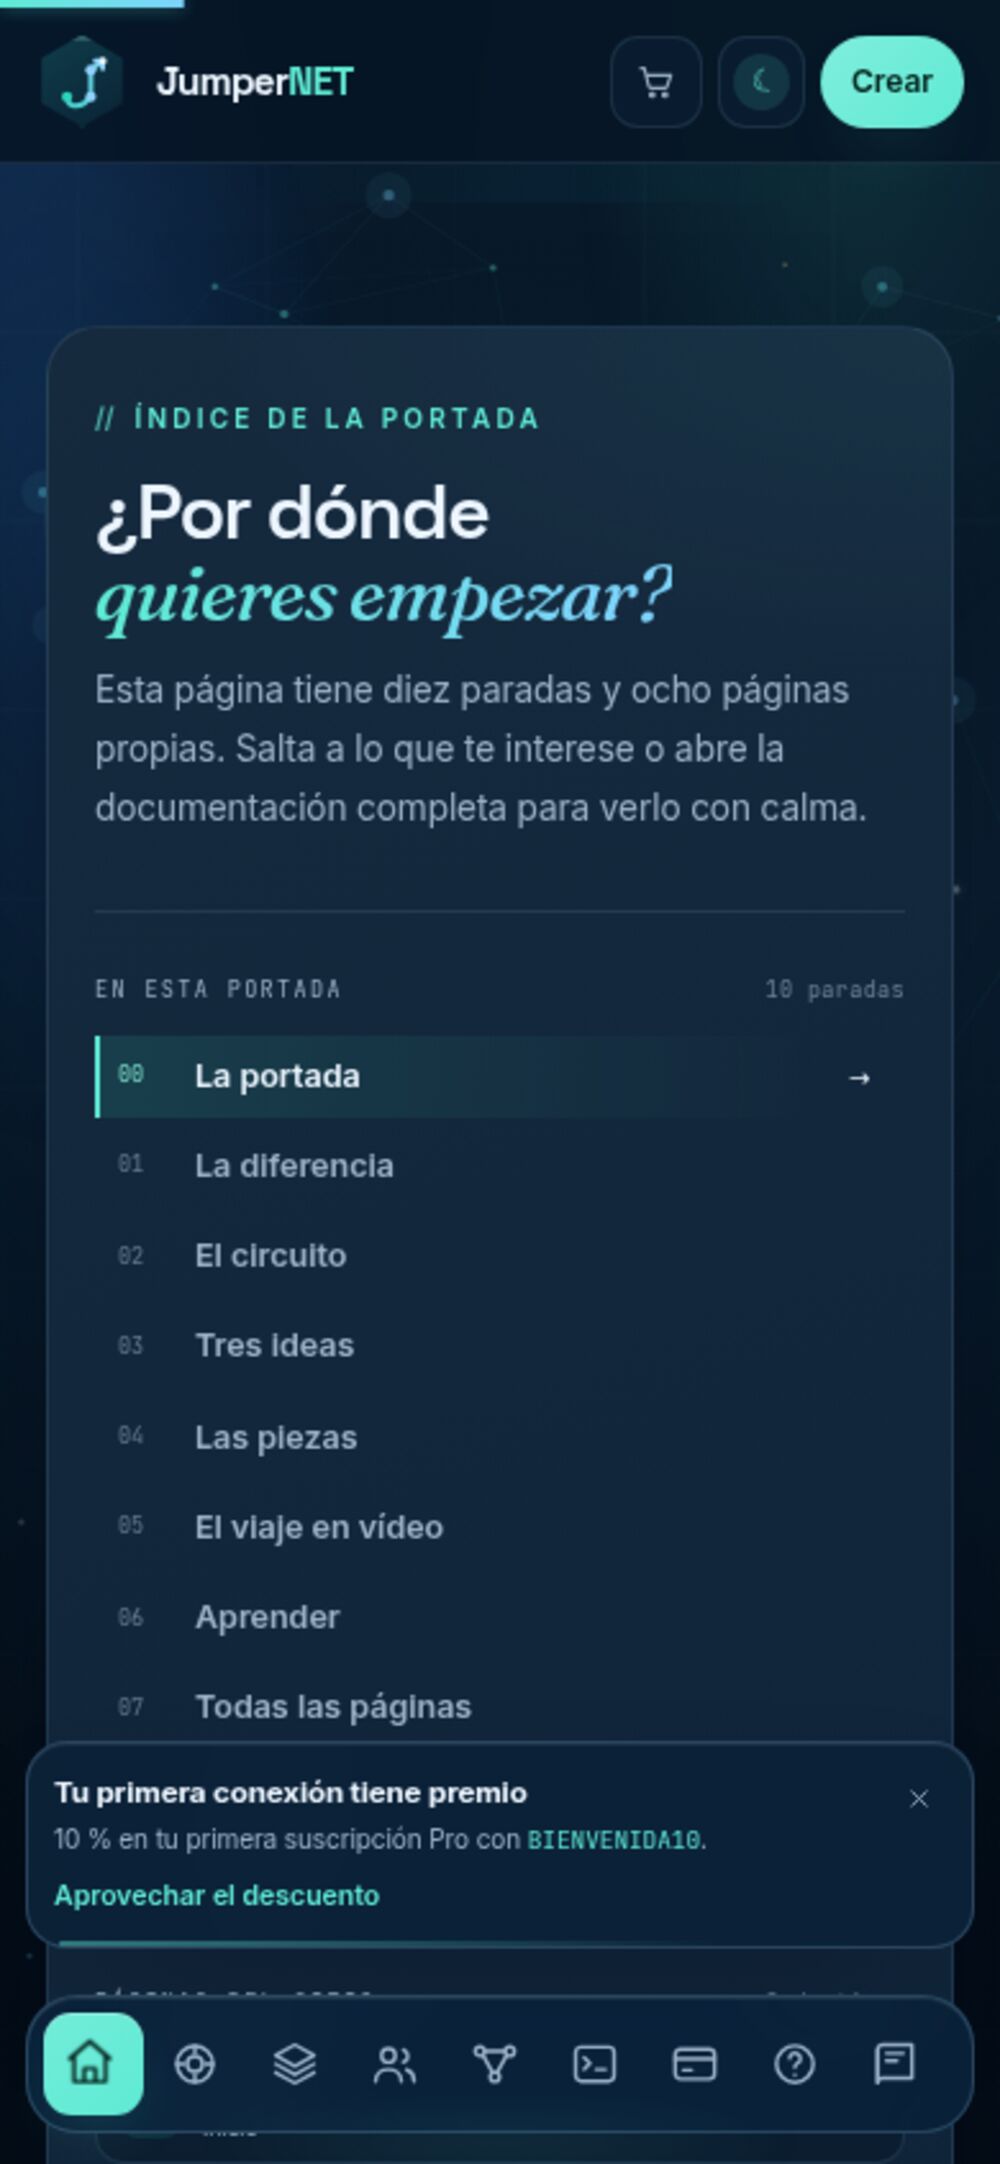 JumperNET
Crear
// ÍNDICE DE LA PORTADA
¿Por dónde
quieres empezar?
Esta página tiene diez paradas y ocho páginas
propias. Salta a lo que te interese o abre la
documentación completa para verlo con calma.
EN ESTA PORTADA 10 paradas
00 La portada →
01 La diferencia
02 El circuito
03 Tres ideas
04 Las piezas
05 El viaje en vídeo
06 Aprender
07 Todas las páginas
Tu primera conexión tiene premio
10 % en tu primera suscripción Pro con BIENVENIDA10.
Aprovechar el descuento